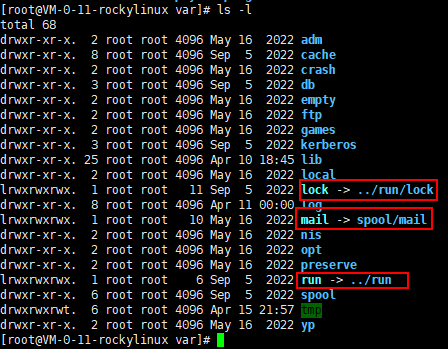 [root@VM-0-11-rockylinux var]# ls -l
total 68
drwxr-xr-x. 2 root root 4096 May 16 2022 adm
drwxr-xr-x. 8 root root 4096 Sep 5 2022 cache
drwxr-xr-x. 2 root root 4096 May 16 2022 crash
drwxr-xr-x. 3 root root 4096 Sep 5 2022 db
drwxr-xr-x. 2 root root 4096 May 16 2022 empty
drwxr-xr-x. 2 root root 4096 May 16 2022 ftp
drwxr-xr-x. 2 root root 4096 May 16 2022 games
drwxr-xr-x. 3 root root 4096 Sep 5 2022 kerberos
drwxr-xr-x. 25 root root 4096 Apr 10 18:45 lib
drwxr-xr-x. 2 root root 4096 May 16 2022 local
lrwxrwxrwx. 1 root root 11 Sep 5 2022 lock -> ../run/lock
drwxr-xr-x. 8 root root 4096 Apr 11 00:00 log
lrwxrwxrwx. 1 root root 10 May 16 2022 mail -> spool/mail
drwxr-xr-x. 2 root root 4096 May 16 2022 nis
drwxr-xr-x. 2 root root 4096 May 16 2022 opt
drwxr-xr-x. 2 root root 4096 May 16 2022 preserve
lrwxrwxrwx. 1 root root 6 Sep 5 2022 run -> ../run
drwxr-xr-x. 6 root root 4096 Sep 5 2022 spool
drwxrwxrwt. 6 root root 4096 Apr 15 21:57 tmp
drwxr-xr-x. 2 root root 4096 May 16 2022 yp
[root@VM-0-11-rockylinux var]#